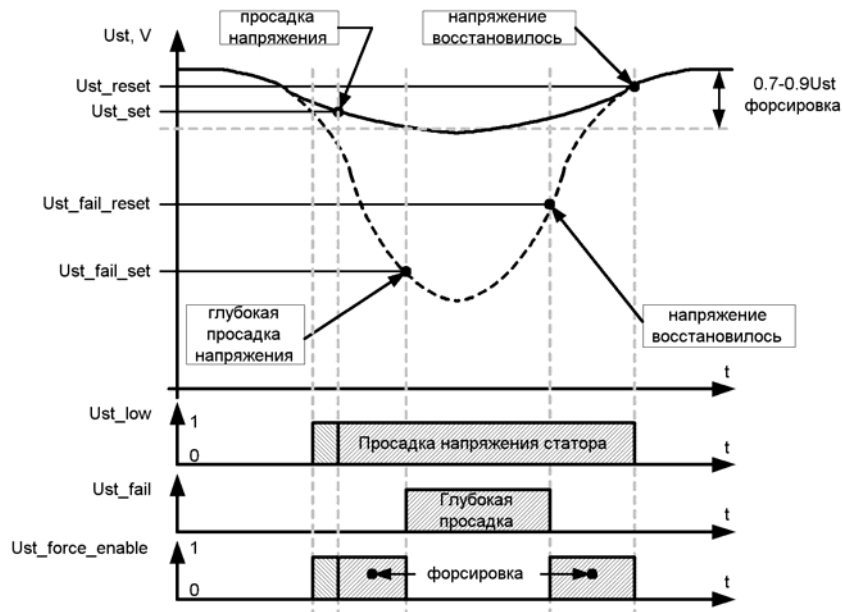 Ust, V
просадка
напряжения
напряжение
восстановилось
Ust_reset
Ust_set
0.7-0.9Ust
форсировка
Ust_fail_reset
Ust_fail_set
глубокая
просадка
напряжения
напряжение
восстановилось
t
Ust_low
1
0
Просадка напряжения статора
t
Ust_fail
Глубокая
просадка
t
Ust_force_enable
1
0
форсировка
t